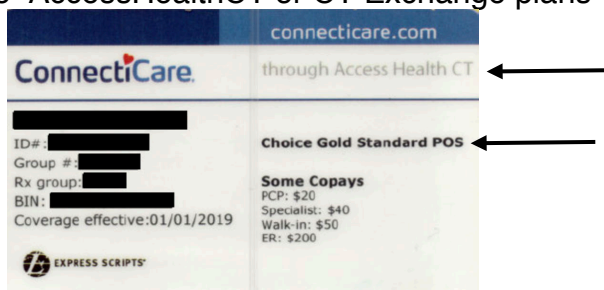 AccessHealthCT or CT Exchange plans
connecticare.com
ConnectiCare.
through Access Health CT
ID#:
Group #:
Rx group:
BIN:
Coverage effective:01/01/2019
EXPRESS SCRIPTS®
Choice Gold Standard POS
Some Copays
PCP: $20
Specialist: $40
Walk-in: $50
ER: $200